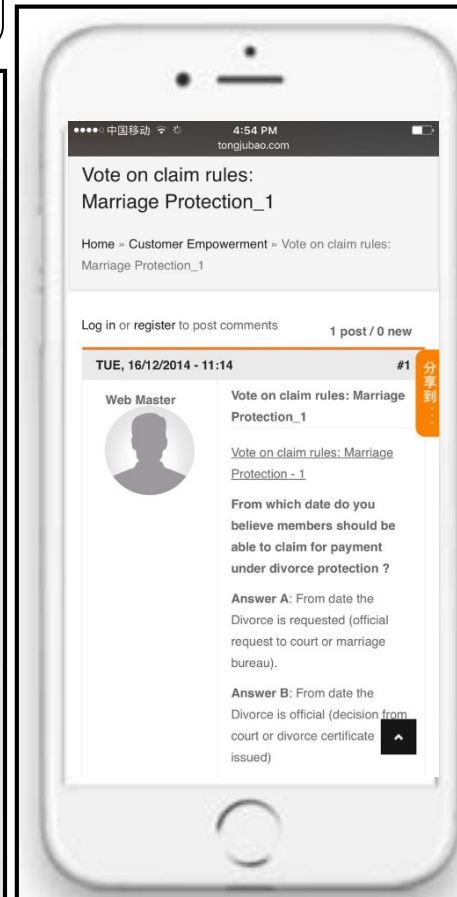 中国移动
4:54 PM
tongjubao.com
Vote on claim rules:
Marriage Protection_1
Home » Customer Empowerment » Vote on claim rules:
Marriage Protection_1
Log in or register to post comments
1 post / 0 new
TUE, 16/12/2014 - 11:14
#1
分享到...
Web Master
Vote on claim rules: Marriage
Protection_1
Vote on claim rules: Marriage
Protection - 1
From which date do you
believe members should be
able to claim for payment
under divorce protection ?
Answer A: From date the
Divorce is requested (official
request to court or marriage
bureau).
Answer B: From date the
Divorce is official (decision from
court or divorce certificate
issued)